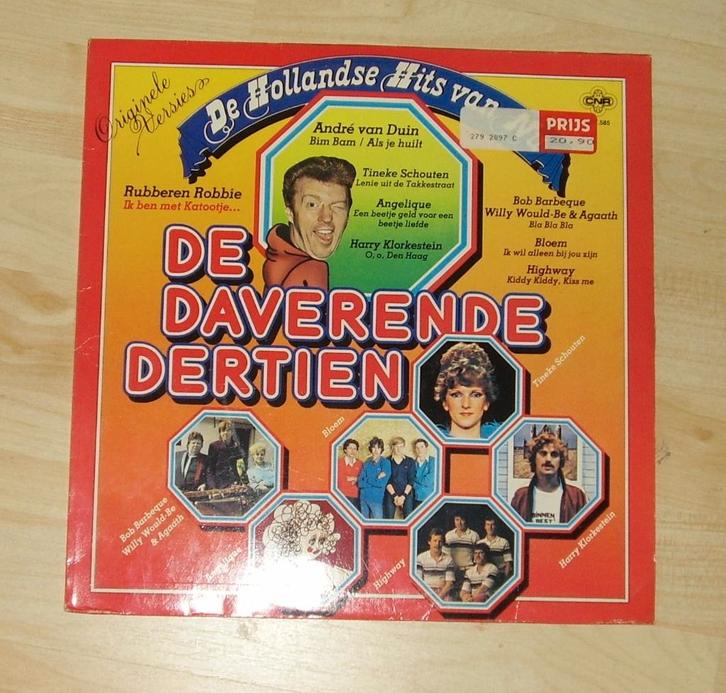 Originele
Versies
De Hollandse Hits van
CNR
585
279 2097 C
PRIJS
20.90
André van Duin
Bim Bam / Als je huilt
Tineke Schouten
Lenie uit de Takkestraat
Angelique
Een beetje geld voor een
beetje liefde
Harry Klorkestein
O, o, Den Haag
Rubberen Robbie
Ik ben met Katootje...
Bob Barbeque
Willy Would-Be & Agaath
Bla Bla Bla
Bloem
Ik wil alleen bij jou zijn
Highway
Kiddy Kiddy, Kiss me
DE
DAVERENDE
DERTIEN
Tineke Schouten
Bloem
Bob Barbeque
Willy Would-Be
& Agaath
Angelique
Highway
BINNEN
BEST
Harry Klorkestein